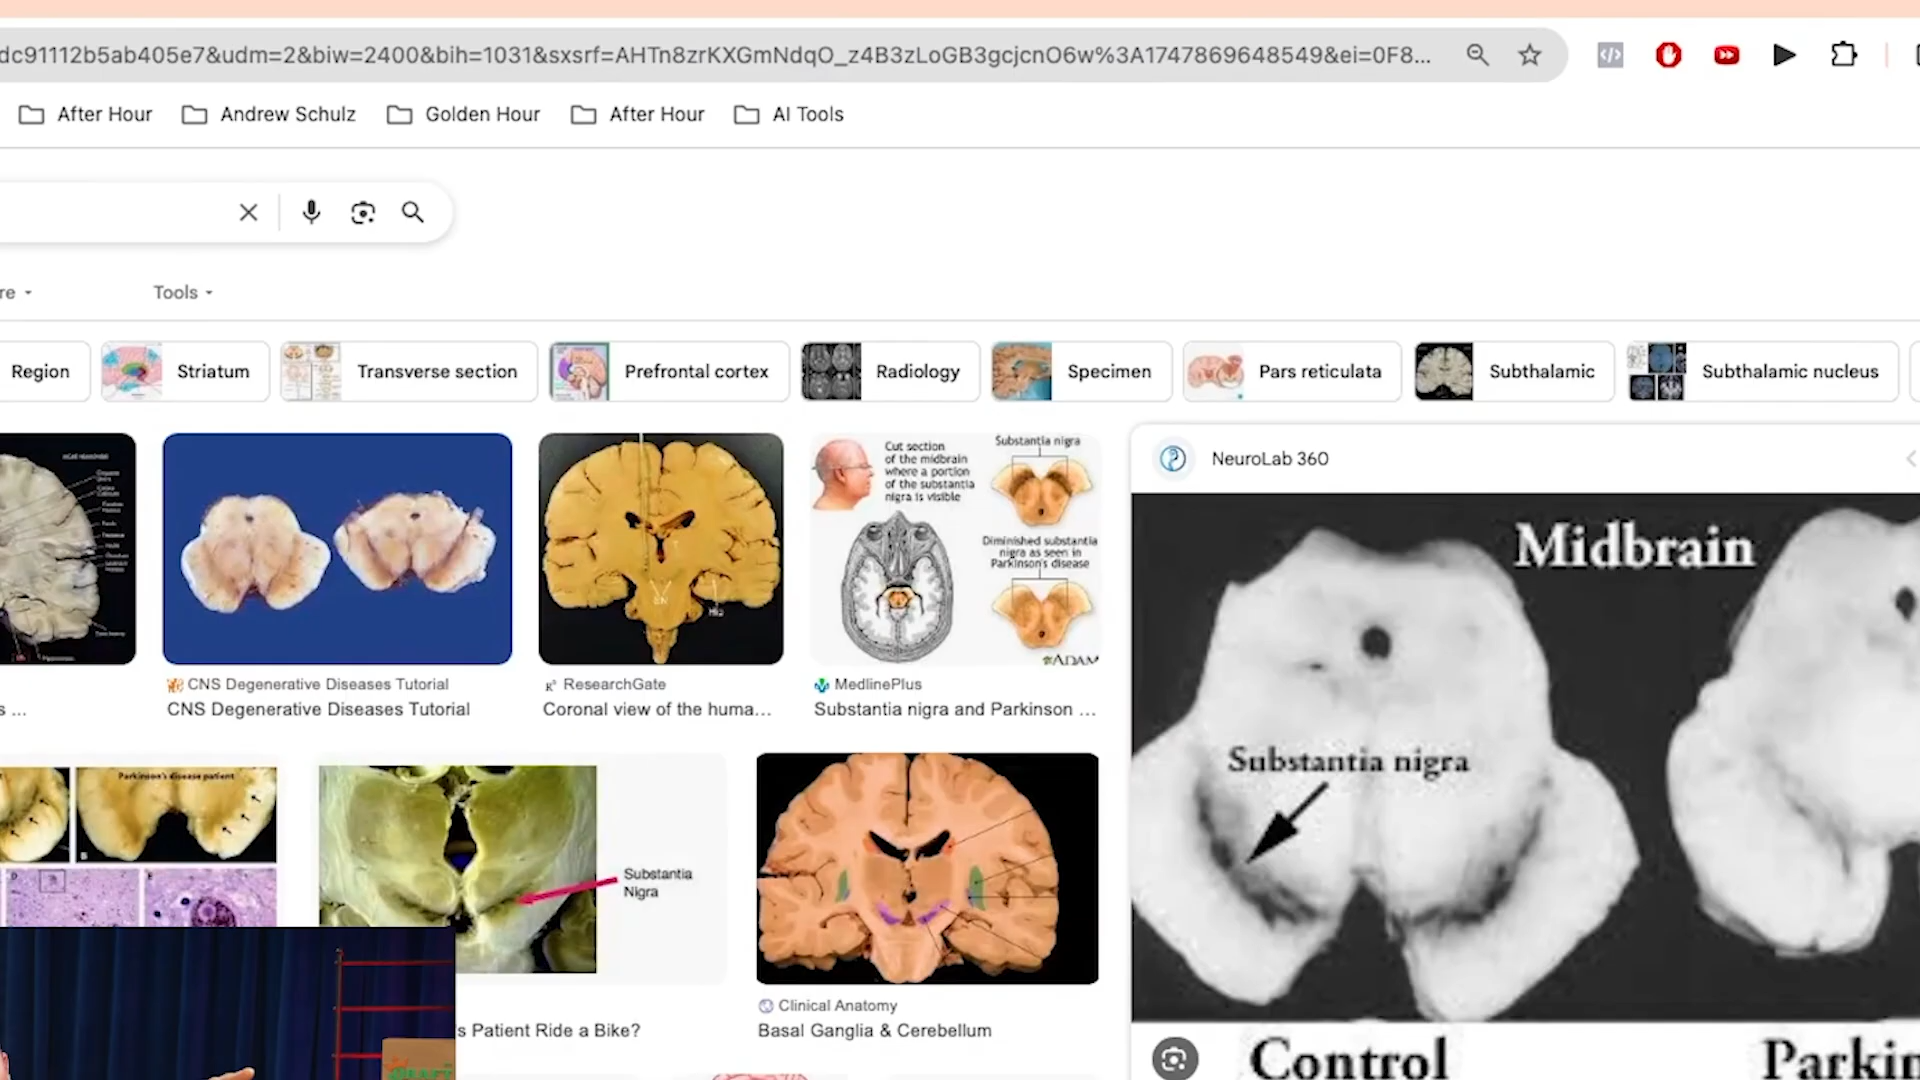 dc91112b5ab405e7&udm=2&biw=2400&bih=1031&sxsrf=AHTn8zrKXGmNdqO_z4B3zLoGB3gcjcnO6w%3A1747869648549&ei=0F8...
After Hour
Andrew Schulz
Golden Hour
After Hour
AI Tools
re
Tools
Region
Striatum
Transverse section
Prefrontal cortex
Radiology
Specimen
Pars reticulata
Subthalamic
Subthalamic nucleus
Cut section
of the midbrain
where a portion
of the substantia
nigra is visible
Substantia nigra
Diminished substantia
nigra as seen in
Parkinson's disease
ADAM
NeuroLab 360
Midbrain
Substantia nigra
Control
Parkin
s ...
CNS Degenerative Diseases Tutorial
CNS Degenerative Diseases Tutorial
ResearchGate
Coronal view of the huma...
MedlinePlus
Substantia nigra and Parkinson ...
Parkinson's disease patient
B
D
E
Substantia
Nigra
s Patient Ride a Bike?
Clinical Anatomy
Basal Ganglia & Cerebellum